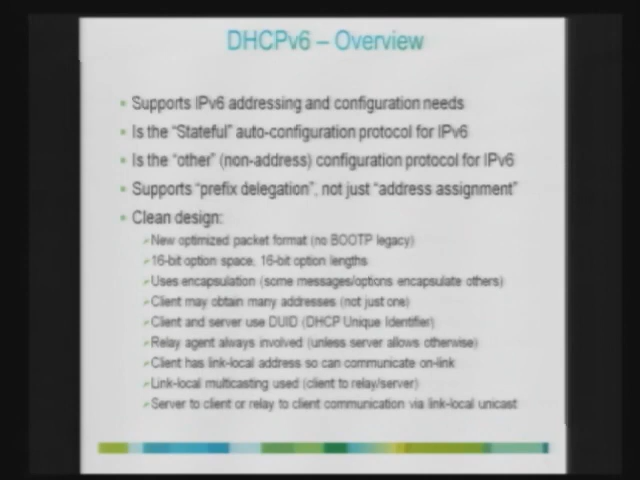 DHCPv6 – Overview
Supports IPv6 addressing and configuration needs
Is the “Stateful” auto-configuration protocol for IPv6
Is the “other” (non-address) configuration protocol for IPv6
Supports “prefix delegation”, not just “address assignment”
Clean design:
New optimized packet format (no BOOTP legacy)
16-bit option space, 16-bit option lengths
Uses encapsulation (some messages/options encapsulate others)
Client may obtain many addresses (not just one)
Client and server use DUID (DHCP Unique Identifier)
Relay agent always involved (unless server allows otherwise)
Client has link-local address so can communicate on-link
Link-local multicasting used (client to relay/server)
Server to client or relay to client communication via link-local unicast